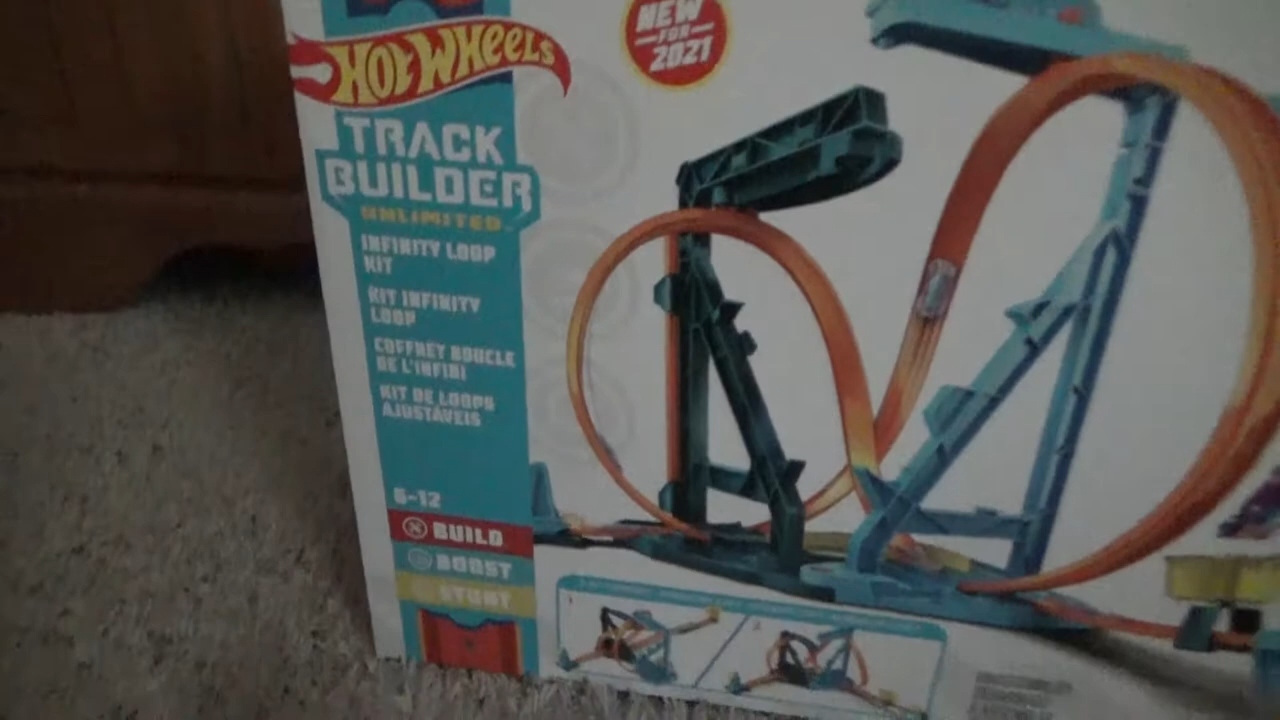 HOT WHEELS
NEW
FOR
2021
TRACK
BUILDER
UNLIMITED
INFINITY LOOP
KIT
KIT INFINITY
LOOP
COFFRET BOUCLE
DE L'INFINI
KIT DE LOOPS
AJUSTÁVEIS
6-12
BUILD
BOOST
STUNT